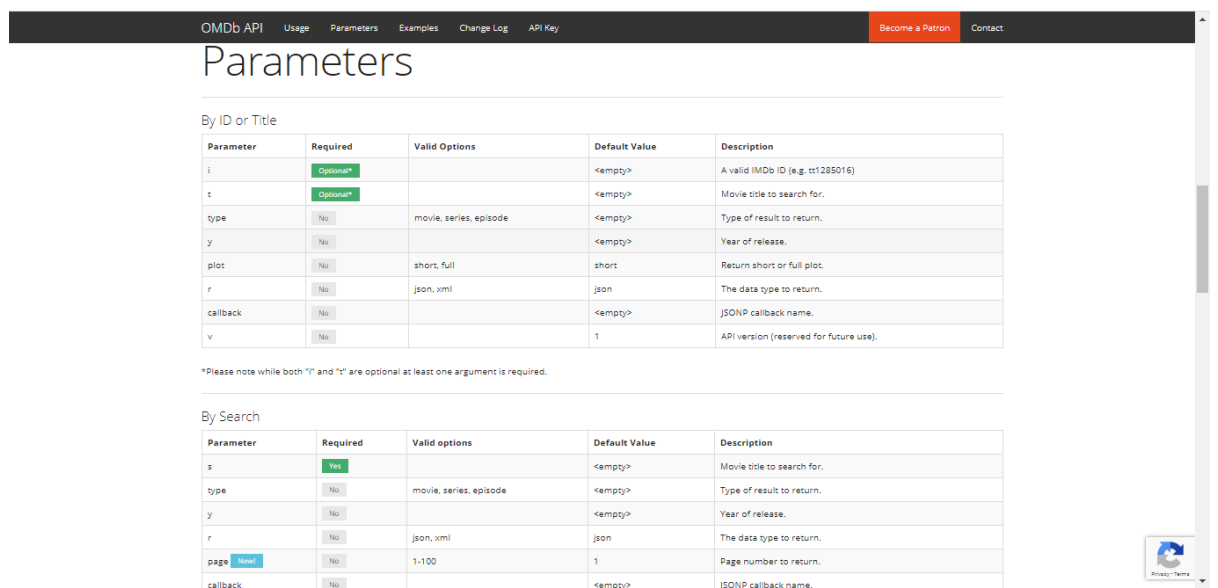 OMDb API Usage Parameters Examples Change Log API Key Become a Patron Contact
Parameters
By ID or Title
Parameter Required Valid Options Default Value Description
i Optional* <empty> A valid IMDb ID (e.g. tt1285016)
t Optional* <empty> Movie title to search for.
type No movie, series, episode <empty> Type of result to return.
y No <empty> Year of release.
plot No short, full short Return short or full plot.
r No json, xml json The data type to return.
callback No <empty> JSONP callback name.
v No 1 API version (reserved for future use).
*Please note while both "i" and "t" are optional at least one argument is required.
By Search
Parameter Required Valid options Default Value Description
s Yes <empty> Movie title to search for.
type No movie, series, episode <empty> Type of result to return.
y No <empty> Year of release.
r No json, xml json The data type to return.
page New! No 1-100 1 Page number to return.
callback No <empty> JSONP callback name.
Privacy - Terms